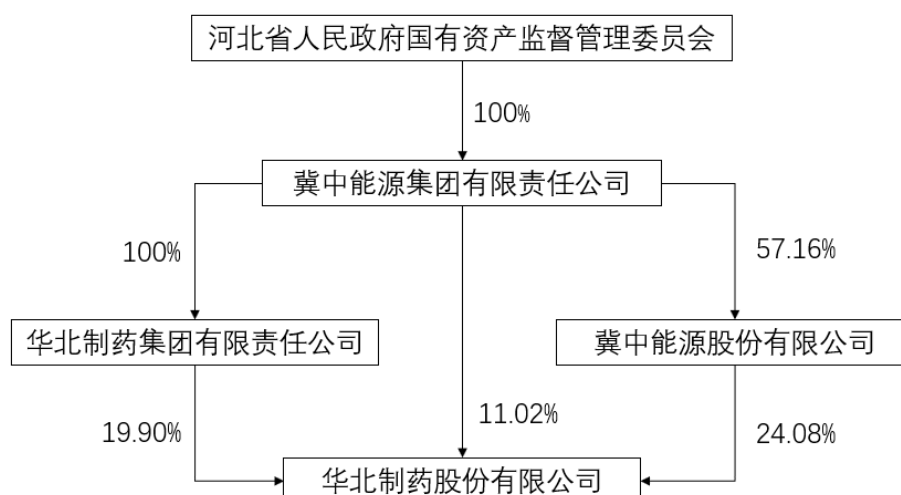 河北省人民政府国有资产监督管理委员会
100%
冀中能源集团有限责任公司
100%
57.16%
华北制药集团有限责任公司
冀中能源股份有限公司
19.90%
11.02%
24.08%
华北制药股份有限公司